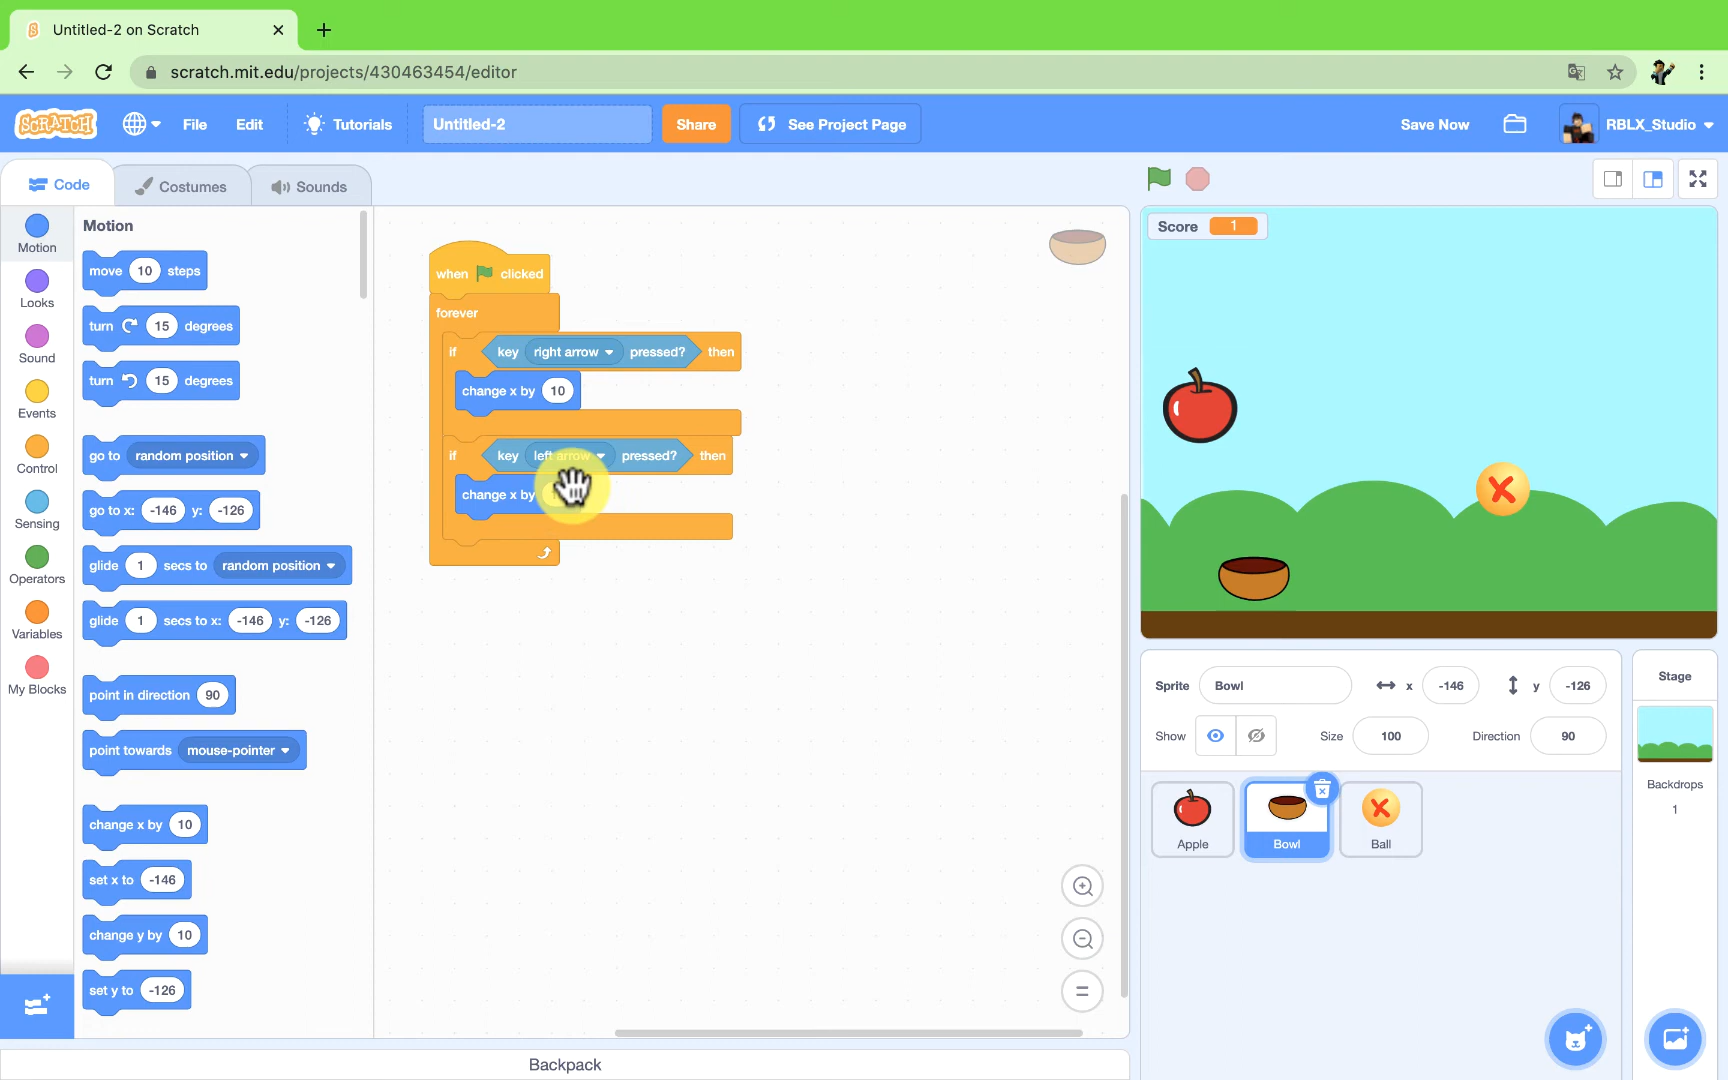 Untitled-2 on Scratch
scratch.mit.edu/projects/430463454/editor
SCRATCH
File
Edit
Tutorials
Untitled-2
Share
See Project Page
Save Now
RBLX_Studio
Code
Costumes
Sounds
Motion
Looks
Sound
Events
Control
Sensing
Operators
Variables
My Blocks
Motion
move 10 steps
turn 15 degrees
turn 15 degrees
go to random position
go to x: -146 y: -126
glide 1 secs to random position
glide 1 secs to x: -146 y: -126
point in direction 90
point towards mouse-pointer
change x by 10
set x to -146
change y by 10
set y to -126
when clicked
forever
if key right arrow pressed? then
change x by 10
if key left arrow pressed? then
change x by
Backpack
Score 1
Sprite Bowl x -146 y -126
Show Size 100 Direction 90
Apple
Bowl
Ball
Stage
Backdrops
1